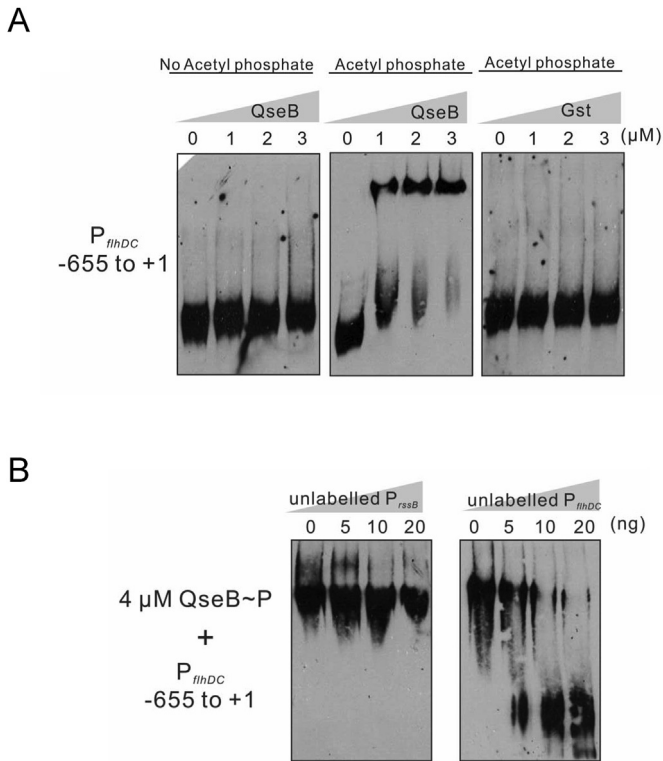 A
No Acetyl phosphate Acetyl phosphate Acetyl phosphate
QseB QseB Gst
0 1 2 3 0 1 2 3 0 1 2 3 (μM)
PflhDC
-655 to +1
B
unlabelled PrssB unlabelled PflhDC
0 5 10 20 0 5 10 20 (ng)
4 μM QseB~P
+
PflhDC
-655 to +1